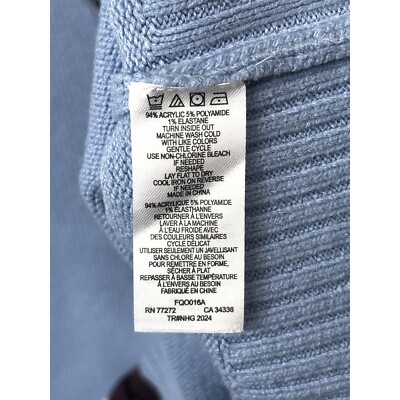 94% ACRYLIC 5% POLYAMIDE
1% ELASTANE
TURN INSIDE OUT
MACHINE WASH COLD
WITH LIKE COLORS
GENTLE CYCLE
USE NON-CHLORINE BLEACH
IF NEEDED
RESHAPE
LAY FLAT TO DRY
COOL IRON ON REVERSE
IF NEEDED
MADE IN CHINA
94% ACRYLIQUE 5% POLYAMIDE
1% ÉLASTHANNE
RETOURNER À L'ENVERS
LAVER À LA MACHINE
À L'EAU FROIDE AVEC
DES COULEURS SIMILAIRES
CYCLE DÉLICAT
UTILISER SEULEMENT UN JAVELLISANT
SANS CHLORE AU BESOIN
POUR REMETTRE EN FORME,
SÉCHER À PLAT
REPASSER À BASSE TEMPÉRATURE
À L'ENVERS AU BESOIN
FABRIQUÉ EN CHINE
FQO016A
RN 77272 CA 34338
TR#NHG 2024